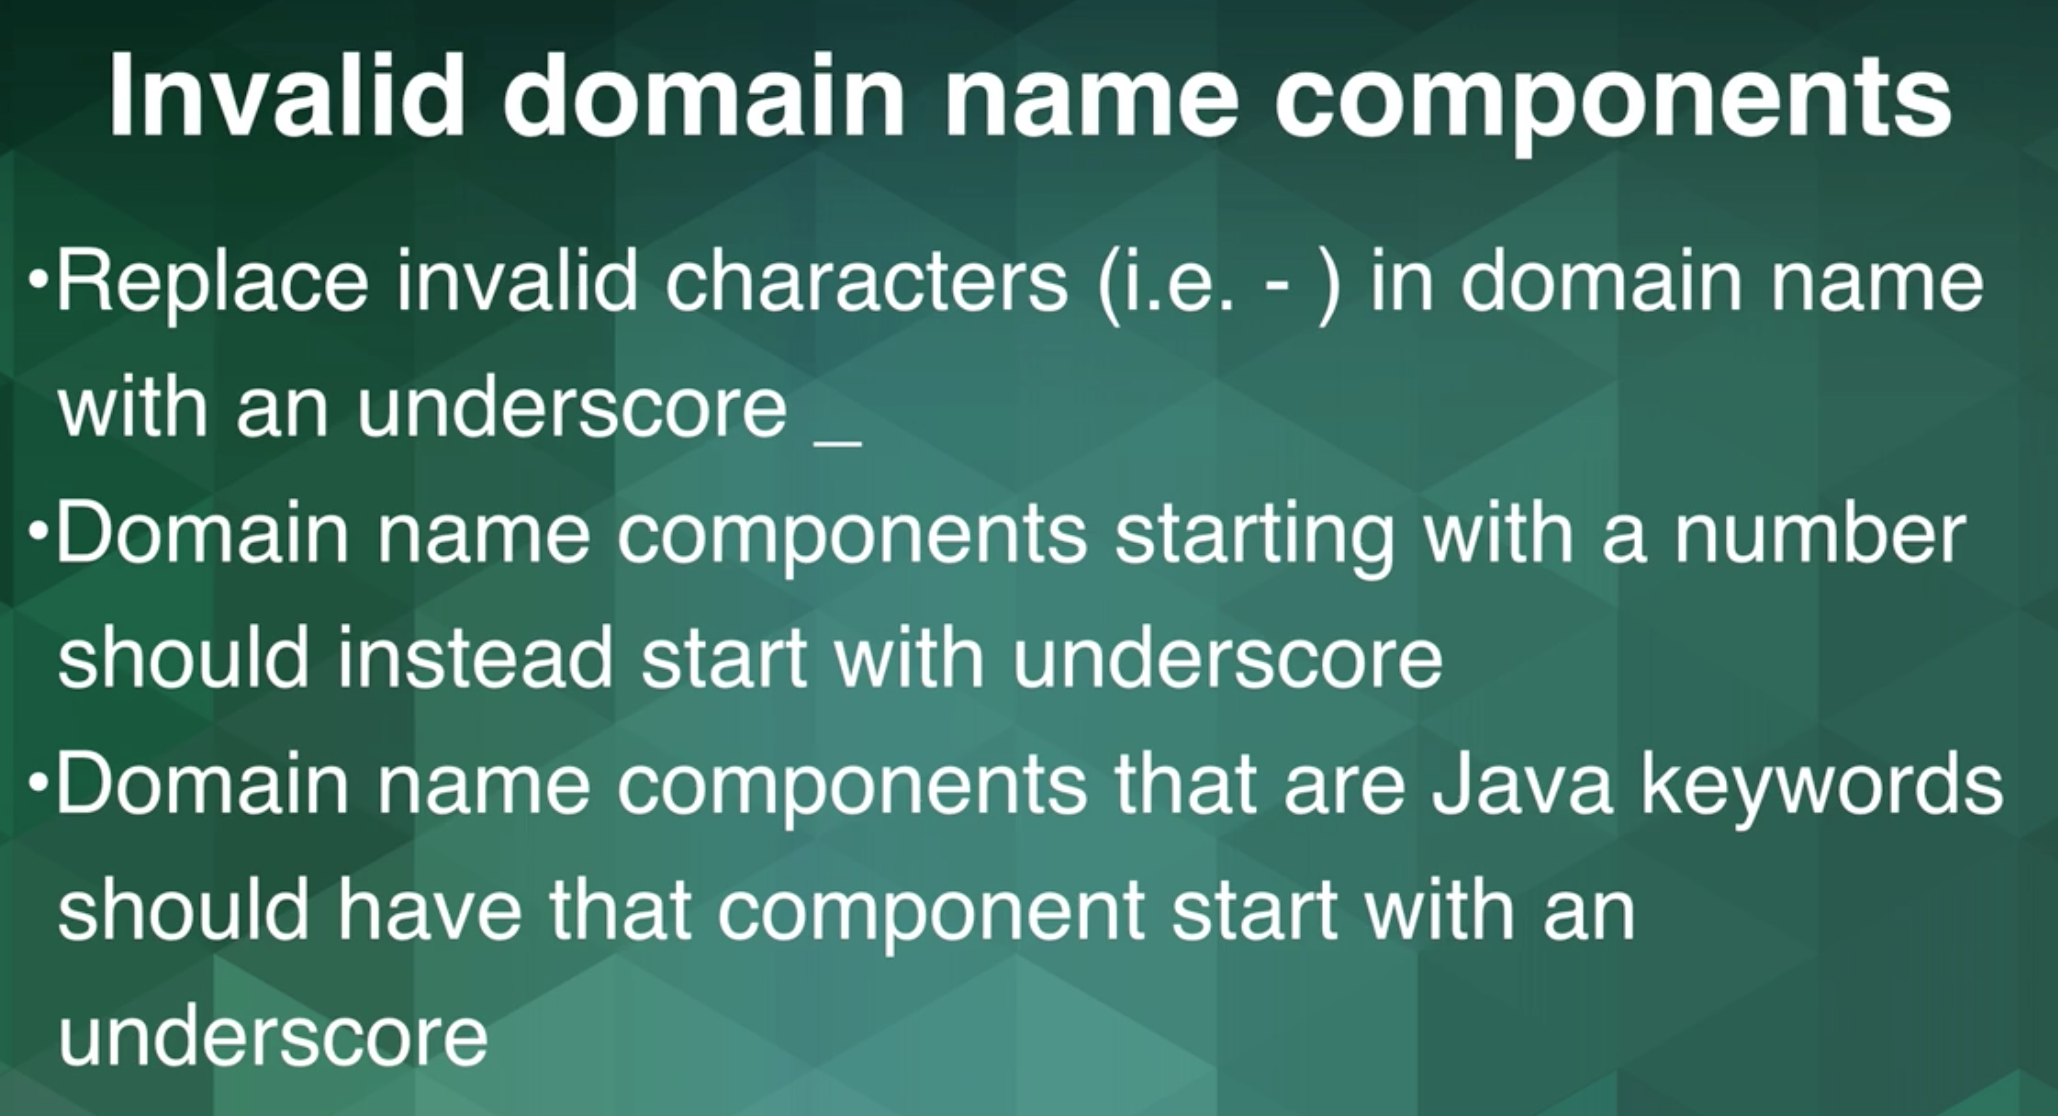 Invalid domain name components
•Replace invalid characters (i.e. - ) in domain name
with an underscore _
•Domain name components starting with a number
should instead start with underscore
•Domain name components that are Java keywords
should have that component start with an
underscore